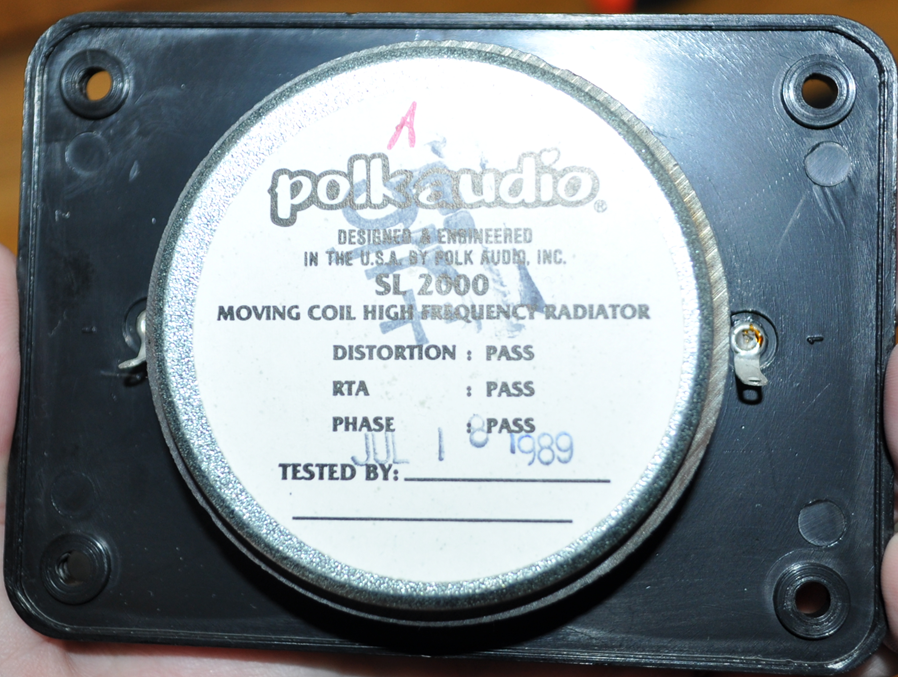 A
polkaudio®
DESIGNED & ENGINEERED
IN THE U.S.A. BY POLK AUDIO, INC.
SL 2000
MOVING COIL HIGH FREQUENCY RADIATOR
DISTORTION : PASS
RTA : PASS
PHASE : PASS
JUL 18 1989
TESTED BY:
1